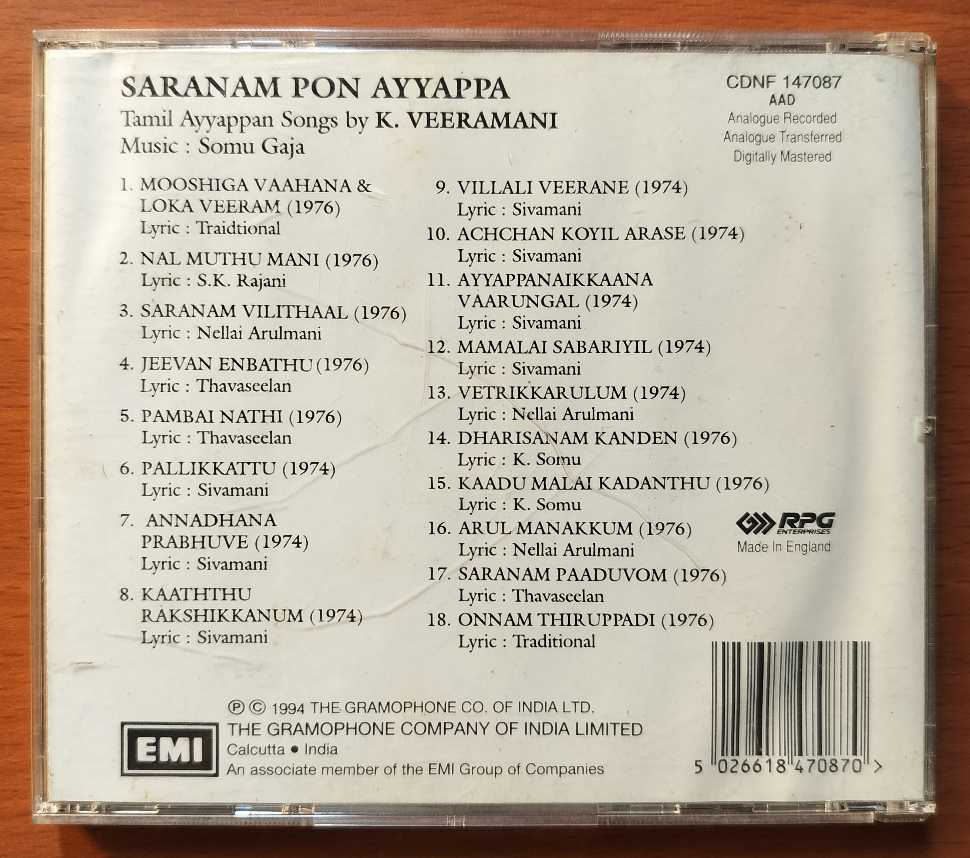 SARANAM PON AYYAPPA
Tamil Ayyappan Songs by K. VEERAMANI
Music : Somu Gaja
CDNF 147087
AAD
Analogue Recorded
Analogue Transferred
Digitally Mastered
1. MOOSHIGA VAAHANA &
LOKA VEERAM (1976)
Lyric : Traidtional
2. NAL MUTHU MANI (1976)
Lyric : S.K. Rajani
3. SARANAM VILITHAAL (1976)
Lyric : Nellai Arulmani
4. JEEVAN ENBATHU (1976)
Lyric : Thavaseelan
5. PAMBAI NATHI (1976)
Lyric : Thavaseelan
6. PALLIKKATTU (1974)
Lyric : Sivamani
7. ANNADHANA
PRABHUVE (1974)
Lyric : Sivamani
8. KAATHTHU
RAKSHIKKANUM (1974)
Lyric : Sivamani
9. VILLALI VEERANE (1974)
Lyric : Sivamani
10. ACHCHAN KOYIL ARASE (1974)
Lyric : Sivamani
11. AYYAPPANAIKKAANA
VAARUNGAL (1974)
Lyric : Sivamani
12. MAMALAI SABARIYIL (1974)
Lyric : Sivamani
13. VETRIKKARULUM (1974)
Lyric : Nellai Arulmani
14. DHARISANAM KANDEN (1976)
Lyric : K. Somu
15. KAADU MALAI KADANTHU (1976)
Lyric : K. Somu
16. ARUL MANAKKUM (1976)
Lyric : Nellai Arulmani
17. SARANAM PAADUVOM (1976)
Lyric : Thavaseelan
18. ONNAM THIRUPPADI (1976)
Lyric : Traditional
RPG
ENTERPRISES
Made In England
℗ © 1994 THE GRAMOPHONE CO. OF INDIA LTD.
EMI
THE GRAMOPHONE COMPANY OF INDIA LIMITED
Calcutta • India
An associate member of the EMI Group of Companies
5 026618 470870 >